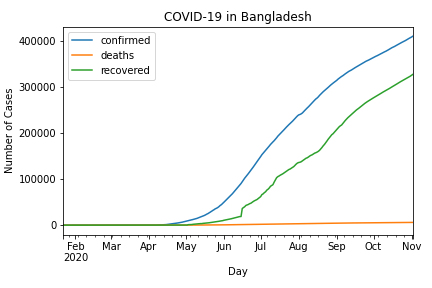 COVID-19 in Bangladesh
confirmed
deaths
recovered
Number of Cases
400000
300000
200000
100000
0
Feb Mar Apr May Jun Jul Aug Sep Oct Nov
2020
Day